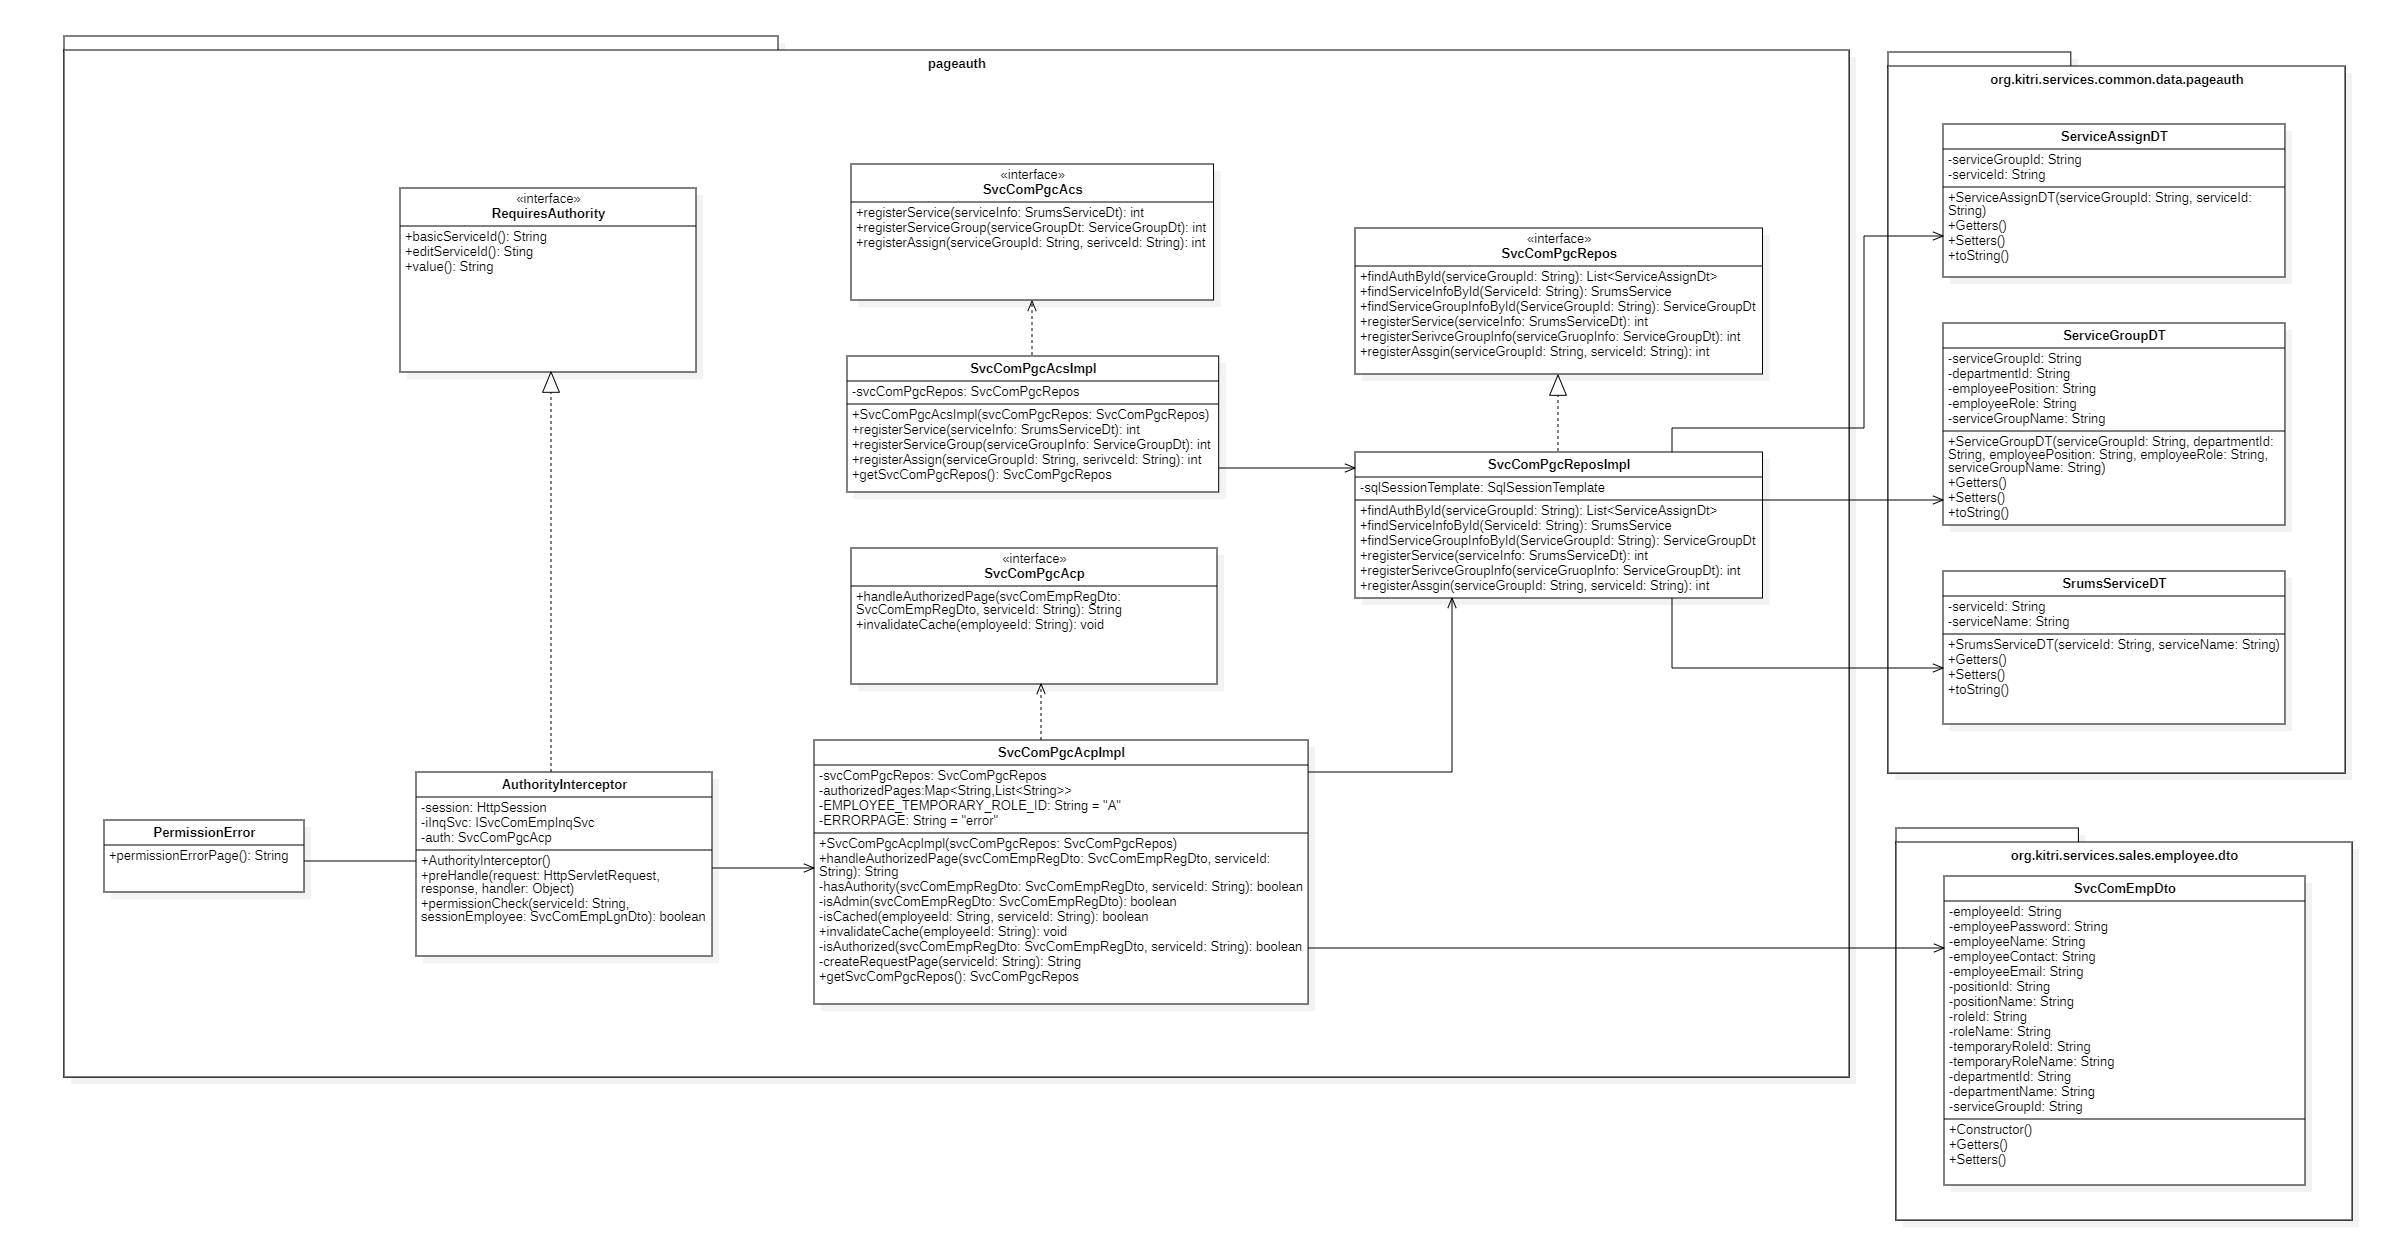 pageauth
«interface»
RequiresAuthority
+basicServiceId(): String
+editServiceId(): Sting
+value(): String
«interface»
SvcComPgcAcs
+registerService(serviceInfo: SrumsServiceDt): int
+registerServiceGroup(serviceGroupDt: ServiceGroupDt): int
+registerAssign(serviceGroupId: String, serivceId: String): int
SvcComPgcAcsImpl
-svcComPgcRepos: SvcComPgcRepos
+SvcComPgcAcsImpl(svcComPgcRepos: SvcComPgcRepos)
+registerService(serviceInfo: SrumsServiceDt): int
+registerServiceGroup(serviceGroupInfo: ServiceGroupDt): int
+registerAssign(serviceGroupId: String, serivceId: String): int
+getSvcComPgcRepos(): SvcComPgcRepos
«interface»
SvcComPgcRepos
+findAuthById(serviceGroupId: String): List<ServiceAssignDt>
+findServiceInfoById(ServiceId: String): SrumsService
+findServiceGroupInfoById(ServiceGroupId: String): ServiceGroupDt
+registerService(serviceInfo: SrumsServiceDt): int
+registerSerivceGroupInfo(serviceGruopInfo: ServiceGroupDt): int
+registerAssgin(serviceGroupId: String, serviceId: String): int
SvcComPgcReposImpl
-sqlSessionTemplate: SqlSessionTemplate
+findAuthById(serviceGroupId: String): List<ServiceAssignDt>
+findServiceInfoById(ServiceId: String): SrumsService
+findServiceGroupInfoById(ServiceGroupId: String): ServiceGroupDt
+registerService(serviceInfo: SrumsServiceDt): int
+registerSerivceGroupInfo(serviceGruopInfo: ServiceGroupDt): int
+registerAssgin(serviceGroupId: String, serviceId: String): int
«interface»
SvcComPgcAcp
+handleAuthorizedPage(svcComEmpRegDto:
SvcComEmpRegDto, serviceId: String): String
+invalidateCache(employeeId: String): void
SvcComPgcAcpImpl
-svcComPgcRepos: SvcComPgcRepos
-authorizedPages:Map<String,List<String>>
-EMPLOYEE_TEMPORARY_ROLE_ID: String = "A"
-ERRORPAGE: String = "error"
+SvcComPgcAcpImpl(svcComPgcRepos: SvcComPgcRepos)
+handleAuthorizedPage(svcComEmpRegDto: SvcComEmpRegDto, serviceId:
String): String
-hasAuthority(svcComEmpRegDto: SvcComEmpRegDto, serviceId: String): boolean
-isAdmin(svcComEmpRegDto: SvcComEmpRegDto): boolean
-isCached(employeeId: String, serviceId: String): boolean
+invalidateCache(employeeId: String): void
-isAuthorized(svcComEmpRegDto: SvcComEmpRegDto, serviceId: String): boolean
-createRequestPage(serviceId: String): String
+getSvcComPgcRepos(): SvcComPgcRepos
AuthorityInterceptor
-session: HttpSession
-iInqSvc: ISvcComEmpInqSvc
-auth: SvcComPgcAcp
+AuthorityInterceptor()
+preHandle(request: HttpServletRequest,
response, handler: Object)
+permissionCheck(serviceId: String,
sessionEmployee: SvcComEmpLgnDto): boolean
PermissionError
+permissionErrorPage(): String
org.kitri.services.common.data.pageauth
ServiceAssignDT
-serviceGroupId: String
-serviceId: String
+ServiceAssignDT(serviceGroupId: String, serviceId:
String)
+Getters()
+Setters()
+toString()
ServiceGroupDT
-serviceGroupId: String
-departmentId: String
-employeePosition: String
-employeeRole: String
-serviceGroupName: String
+ServiceGroupDT(serviceGroupId: String, departmentId:
String, employeePosition: String, employeeRole: String,
serviceGroupName: String)
+Getters()
+Setters()
+toString()
SrumsServiceDT
-serviceId: String
-serviceName: String
+SrumsServiceDT(serviceId: String, serviceName: String)
+Getters()
+Setters()
+toString()
org.kitri.services.sales.employee.dto
SvcComEmpDto
-employeeId: String
-employeePassword: String
-employeeName: String
-employeeContact: String
-employeeEmail: String
-positionId: String
-positionName: String
-roleId: String
-roleName: String
-temporaryRoleId: String
-temporaryRoleName: String
-departmentId: String
-departmentName: String
-serviceGroupId: String
+Constructor()
+Getters()
+Setters()